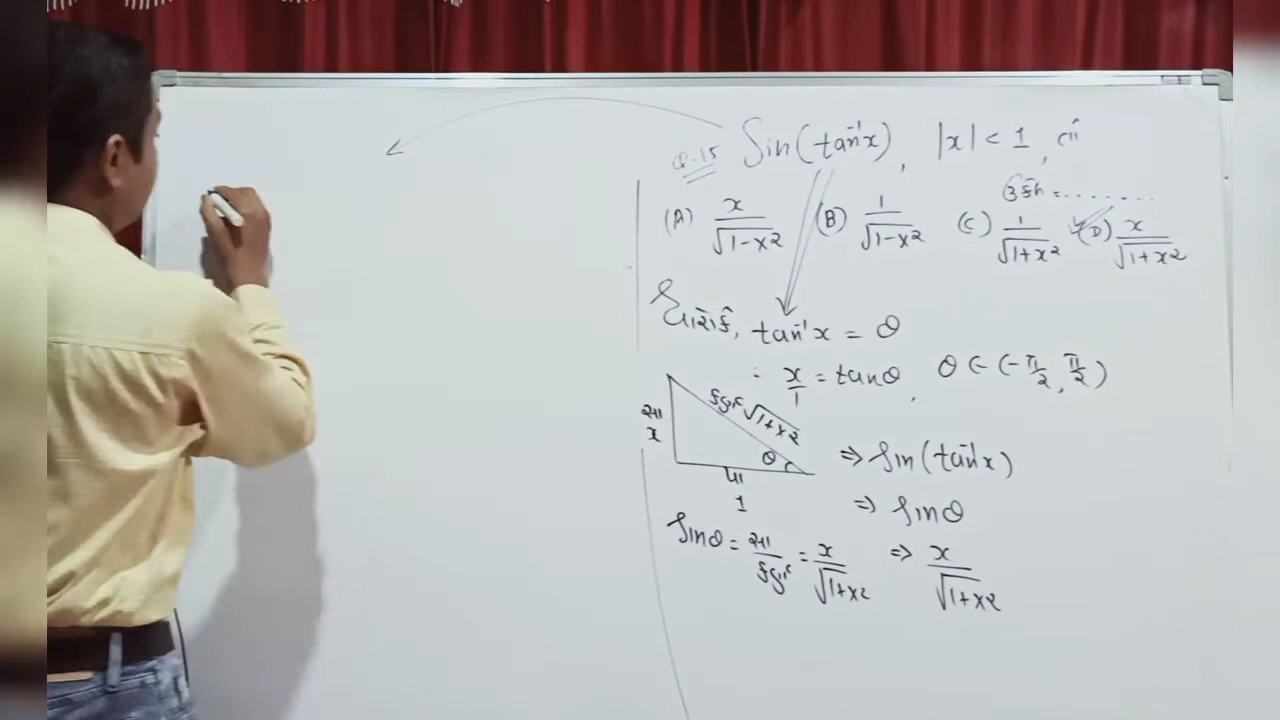 Q-15 Sin(tan⁻¹x), |x| < 1, નો
ઉકેલ = .......
(A) x/√1-x2 (B) 1/√1-x2 (C) 1/√1+x2 (D) x/√1+x2
ધારોકે, tan⁻¹x = θ
∴ x/1 = tanθ, θ ∈ (-π/2, π/2)
√1+x2
x
θ
1
⇒ Sin(tan⁻¹x)
⇒ Sinθ
Sinθ = સા/કર્ણ = x/√1+x2 ⇒ x/√1+x2